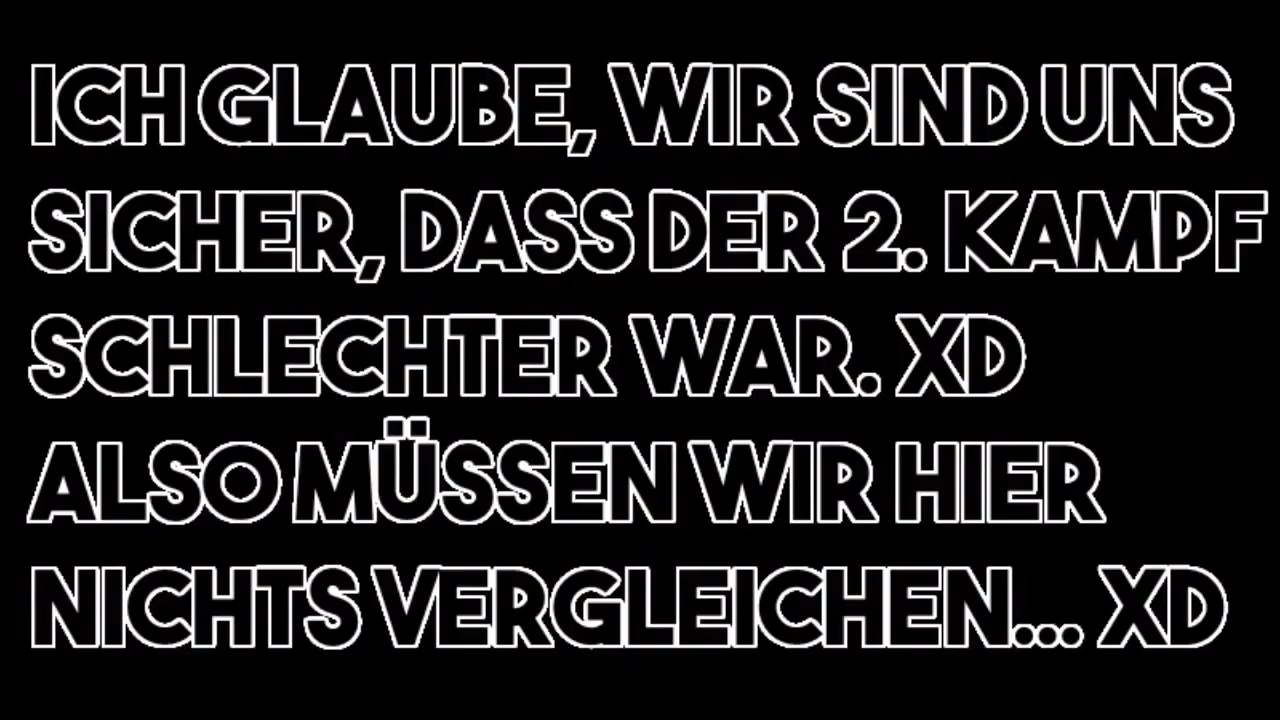 ICH GLAUBE, WIR SIND UNS
SICHER, DASS DER 2. KAMPF
SCHLECHTER WAR. XD
ALSO MÜSSEN WIR HIER
NICHTS VERGLEICHEN... XD